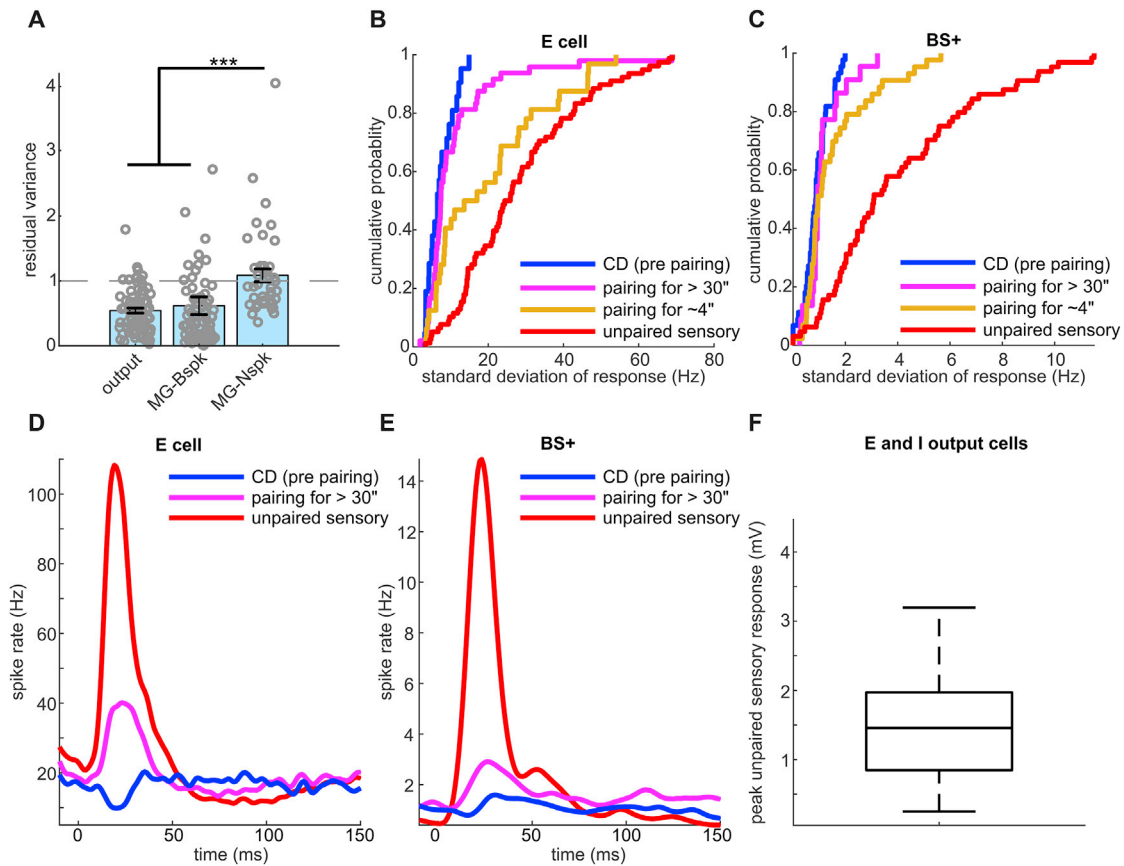 A
***
residual variance
4
3
2
1
0
output
MG-Bspk
MG-Nspk
B
E cell
cumulative probablity
1
0.8
0.6
0.4
0.2
0
CD (pre pairing)
pairing for > 30"
pairing for ~4"
unpaired sensory
0
20
40
60
80
standard deviation of response (Hz)
C
BS+
cumulative probablity
1
0.8
0.6
0.4
0.2
0
CD (pre pairing)
pairing for > 30"
pairing for ~4"
unpaired sensory
0
2
4
6
8
10
standard deviation of response (Hz)
D
E cell
spike rate (Hz)
100
80
60
40
20
CD (pre pairing)
pairing for > 30"
unpaired sensory
0
50
100
150
time (ms)
E
BS+
spike rate (Hz)
14
12
10
8
6
4
2
CD (pre pairing)
pairing for > 30"
unpaired sensory
0
50
100
150
time (ms)
F
E and I output cells
peak unpaired sensory response (mV)
4
3
2
1